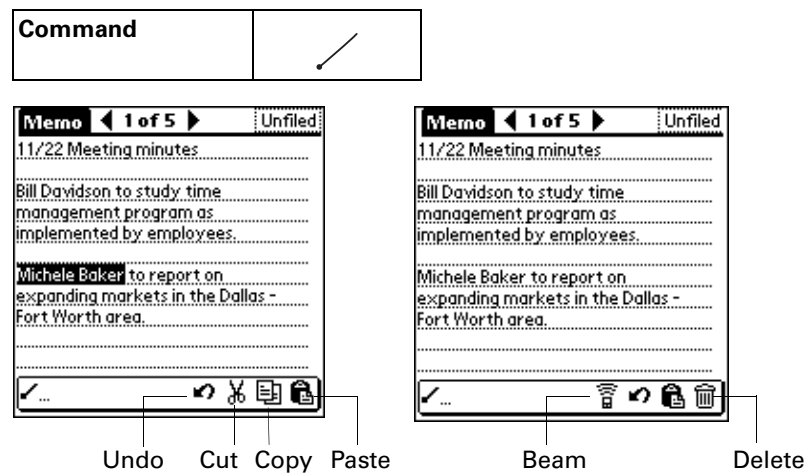 Command
Memo 1 of 5 Unfiled
11/22 Meeting minutes
Bill Davidson to study time
management program as
implemented by employees.
Michele Baker to report on
expanding markets in the Dallas -
Fort Worth area.
...
Undo Cut Copy Paste
Memo 1 of 5 Unfiled
11/22 Meeting minutes
Bill Davidson to study time
management program as
implemented by employees.
Michele Baker to report on
expanding markets in the Dallas -
Fort Worth area.
...
Beam Delete